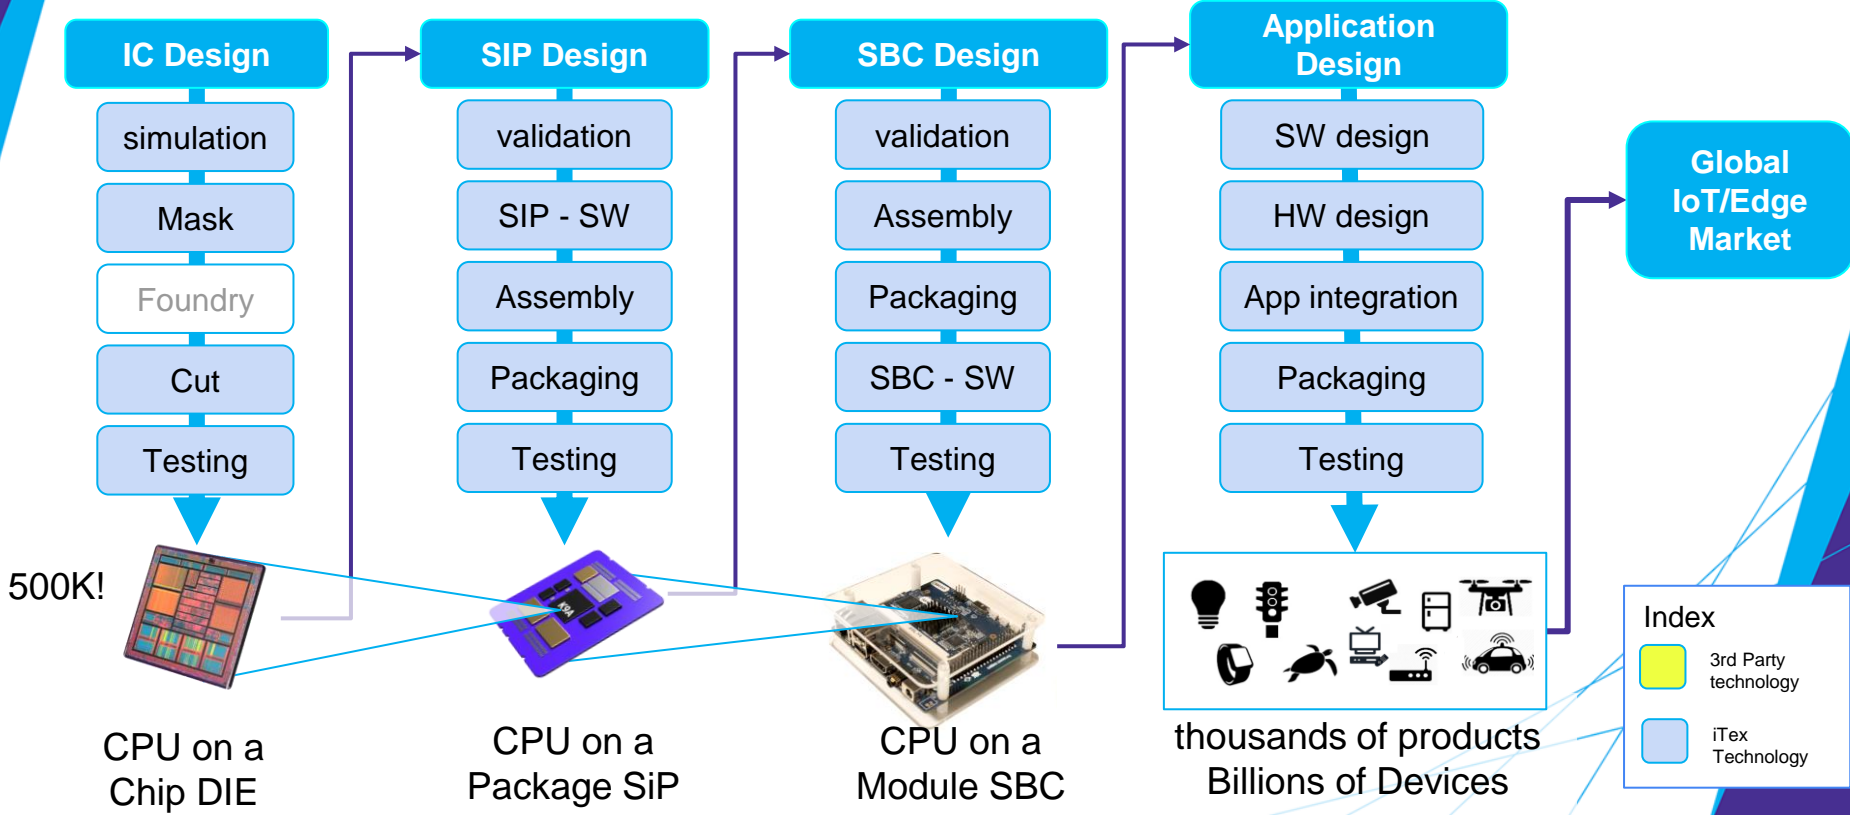 IC Design
simulation
Mask
Foundry
Cut
Testing
500K!
CPU on a
Chip DIE
SIP Design
validation
SIP - SW
Assembly
Packaging
Testing
K9A
CPU on a
Package SiP
SBC Design
validation
Assembly
Packaging
SBC - SW
Testing
CPU on a
Module SBC
Application
Design
SW design
HW design
App integration
Packaging
Testing
thousands of products
Billions of Devices
Global
IoT/Edge
Market
Index
3rd Party
technology
iTex
Technology